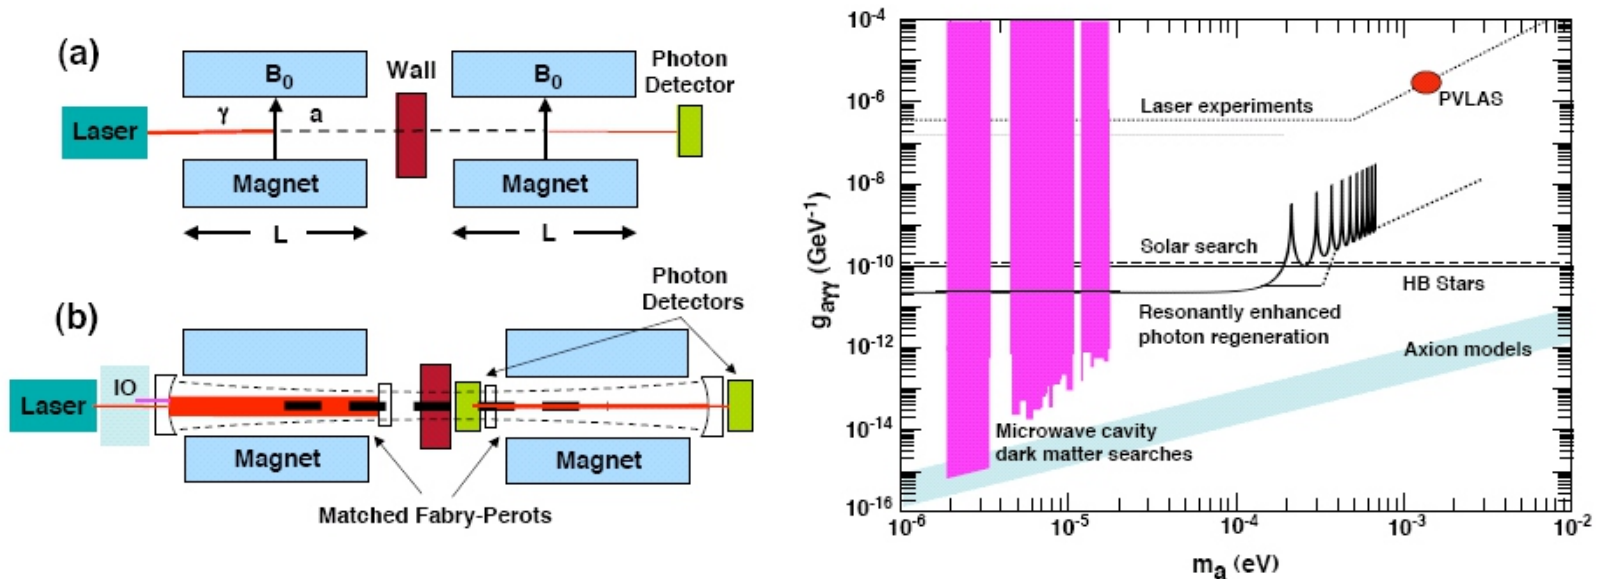 (a)
B₀
Wall
B₀
Photon
Detector
Laser
γ
a
Magnet
Magnet
L
L
(b)
Photon
Detectors
IO
Laser
Magnet
Magnet
Matched Fabry-Perots
10⁻⁴
10⁻⁶
10⁻⁸
10⁻¹⁰
10⁻¹²
10⁻¹⁴
10⁻¹⁶
gₐγγ (GeV⁻¹)
Laser experiments
PVLAS
Solar search
HB Stars
Resonantly enhanced
photon regeneration
Axion models
Microwave cavity
dark matter searches
10⁻⁶
10⁻⁵
10⁻⁴
10⁻³
10⁻²
mₐ (eV)